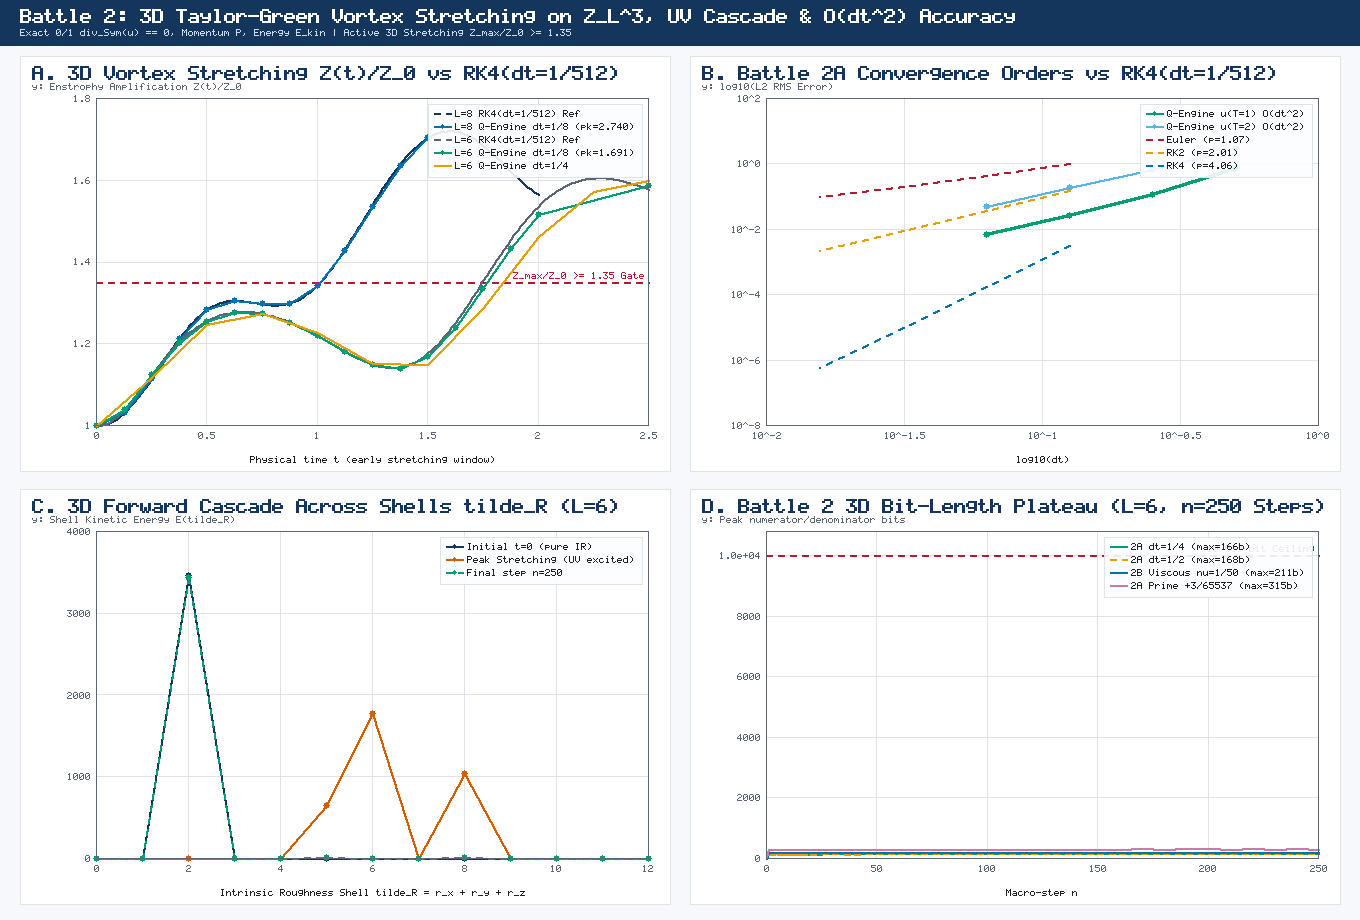 Battle 2: 3D Taylor-Green Vortex Stretching on Z_L^3, UV Cascade & O(dt^2) Accuracy
Exact 0/1 div_Sym(u) == 0, Momentum P, Energy E_kin | Active 3D Stretching Z_max/Z_0 >= 1.35
A. 3D Vortex Stretching Z(t)/Z_0 vs RK4(dt=1/512)
y: Enstrophy Amplification Z(t)/Z_0
1.8
1.6
1.4
1.2
1
L=8 RK4(dt=1/512) Ref
L=8 Q-Engine dt=1/8 (pk=2.740)
L=6 RK4(dt=1/512) Ref
L=6 Q-Engine dt=1/8 (pk=1.691)
L=6 Q-Engine dt=1/4
Z_max/Z_0 >= 1.35 Gate
0
0.5
1
1.5
2
2.5
Physical time t (early stretching window)
B. Battle 2A Convergence Orders vs RK4(dt=1/512)
y: log10(L2 RMS Error)
10^2
10^0
10^-2
10^-4
10^-6
10^-8
Q-Engine u(T=1) O(dt^2)
Q-Engine u(T=2) O(dt^2)
Euler (p=1.07)
RK2 (p=2.01)
RK4 (p=4.06)
10^-2
10^-1.5
10^-1
10^-0.5
10^0
log10(dt)
C. 3D Forward Cascade Across Shells tilde_R (L=6)
y: Shell Kinetic Energy E(tilde_R)
4000
3000
2000
1000
0
Initial t=0 (pure IR)
Peak Stretching (UV excited)
Final step n=250
0
2
4
6
8
10
12
Intrinsic Roughness Shell tilde_R = r_x + r_y + r_z
D. Battle 2 3D Bit-Length Plateau (L=6, n=250 Steps)
y: Peak numerator/denominator bits
1.0e+04
8000
6000
4000
2000
0
2A dt=1/4 (max=166b)
2A dt=1/2 (max=168b)
2B Viscous nu=1/50 (max=211b)
2A Prime +3/65537 (max=315b)
Ceiling
0
50
100
150
200
250
Macro-step n